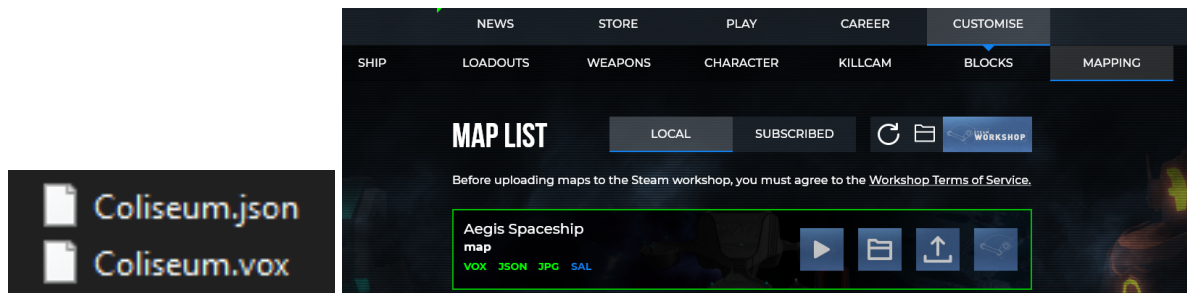 Coliseum.json
Coliseum.vox
NEWS STORE PLAY CAREER CUSTOMISE
SHIP LOADOUTS WEAPONS CHARACTER KILLCAM BLOCKS MAPPING
MAP LIST LOCAL SUBSCRIBED STEAM WORKSHOP
Before uploading maps to the Steam workshop, you must agree to the Workshop Terms of Service.
Aegis Spaceship
map
VOX JSON JPG SAL